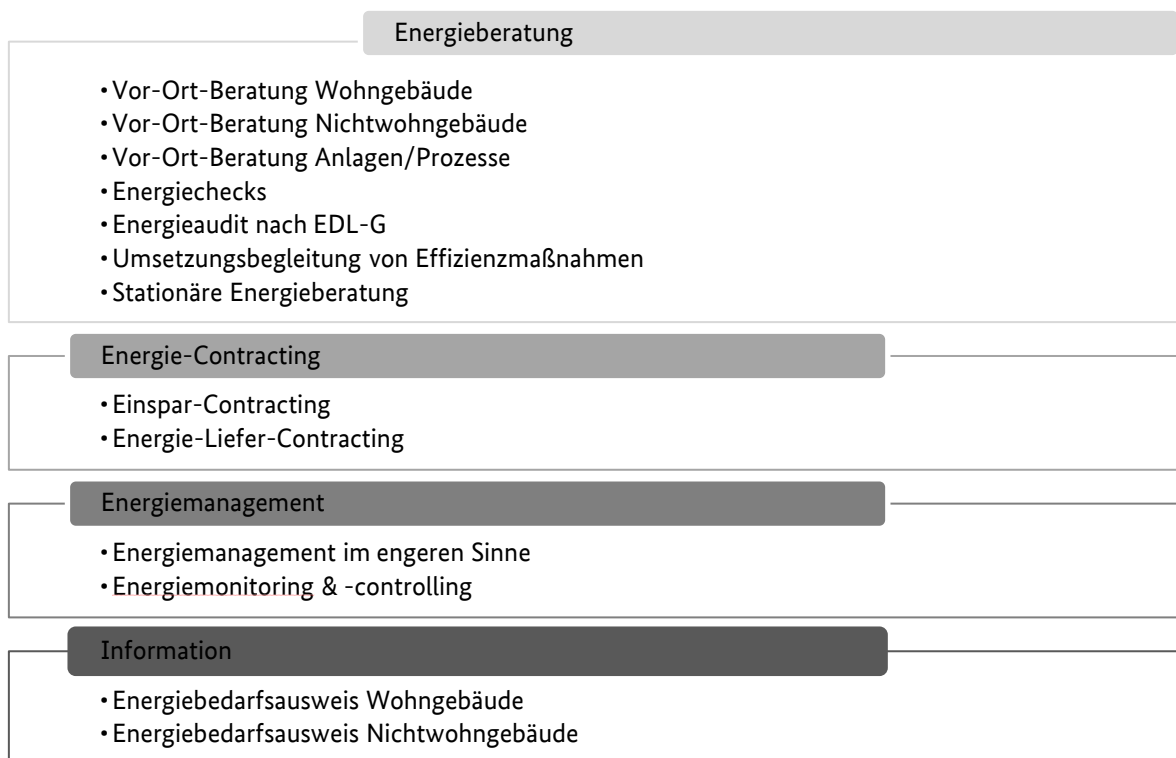 Energieberatung
•Vor-Ort-Beratung Wohngebäude
•Vor-Ort-Beratung Nichtwohngebäude
•Vor-Ort-Beratung Anlagen/Prozesse
•Energiechecks
•Energieaudit nach EDL-G
•Umsetzungsbegleitung von Effizienzmaßnahmen
•Stationäre Energieberatung
Energie-Contracting
•Einspar-Contracting
•Energie-Liefer-Contracting
Energiemanagement
•Energiemanagement im engeren Sinne
•Energiemonitoring & -controlling
Information
•Energiebedarfsausweis Wohngebäude
•Energiebedarfsausweis Nichtwohngebäude